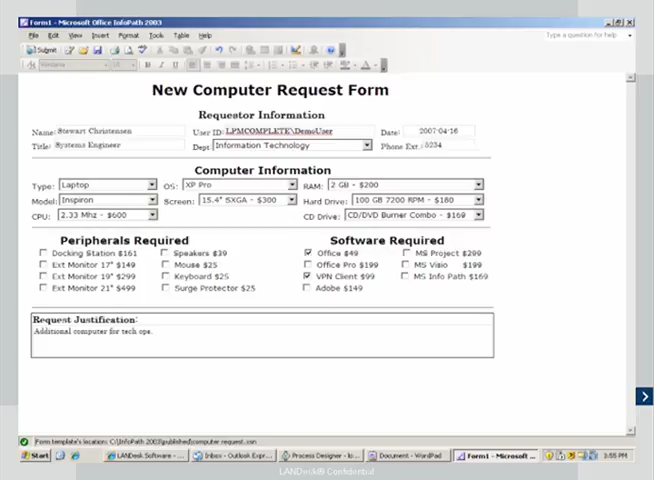 Form1 - Microsoft Office InfoPath 2003
File Edit View Insert Format Tools Table Help
Type a question for help
Submit
Verdana
New Computer Request Form
Requestor Information
Name: Stewart Christensen User ID: LPMCOMPLETE\DemoUser Date: 2007-04-16
Title: Systems Engineer Dept: Information Technology Phone Ext.: 5234
Computer Information
Type: Laptop OS: XP Pro RAM: 2 GB - $200
Model: Inspiron Screen: 15.4" SXGA - $300 Hard Drive: 100 GB 7200 RPM - $180
CPU: 2.33 Mhz - $600 CD Drive: CD/DVD Burner Combo - $169
Peripherals Required Software Required
Docking Station $161 Speakers $39 Office $49 MS Project $299
Ext Monitor 17" $149 Mouse $25 Office Pro $199 MS Visio $199
Ext Monitor 19" $299 Keyboard $25 VPN Client $99 MS Info Path $169
Ext Monitor 21" $499 Surge Protector $25 Adobe $149
Request Justification:
Additional computer for tech ops.
Form template's location: C:\InfoPath 2003\published\computer request.xsn
Start LANDesk Software - ... Inbox - Outlook Expr... Process Designer - lo... Document - WordPad Form1 - Microsoft ... 3:55 PM
LANDesk® Confidential